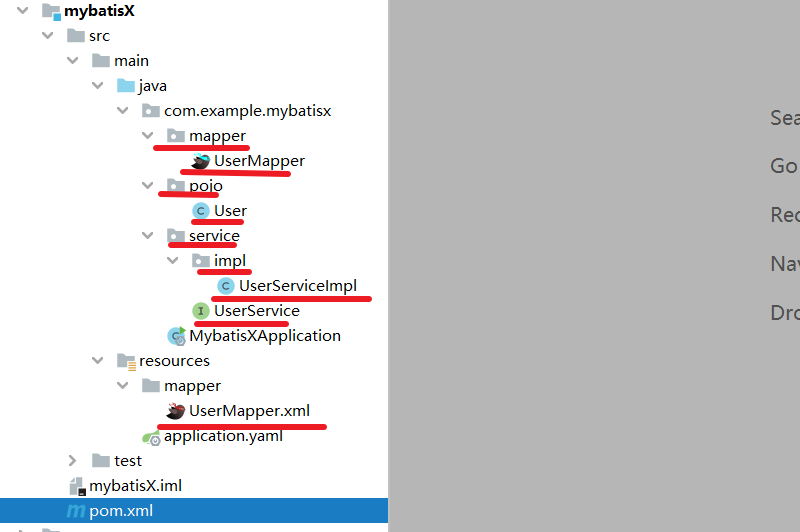 mybatisX
src
main
java
com.example.mybatisx
mapper
UserMapper
pojo
User
service
impl
UserServiceImpl
UserService
MybatisXApplication
resources
mapper
UserMapper.xml
application.yaml
test
mybatisX.iml
pom.xml
Sea
Go
Rec
Nav
Dro